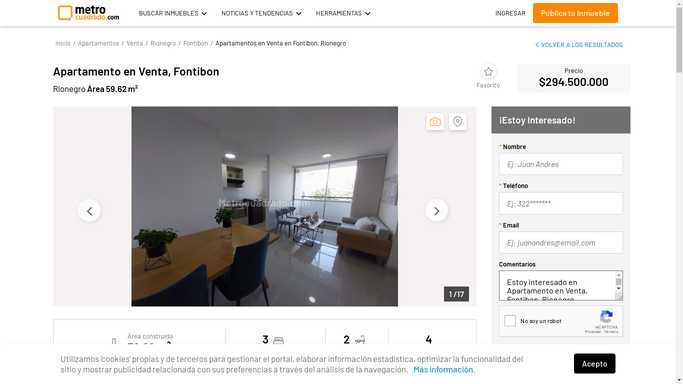 metro
cuadrado.com
BUSCAR INMUEBLES
NOTICIAS Y TENDENCIAS
HERRAMIENTAS
INGRESAR
Publica tu Inmueble
Inicio / Apartamentos / Venta / Rionegro / Fontibon / Apartamentos en Venta en Fontibon, Rionegro
VOLVER A LOS RESULTADOS
Apartamento en Venta, Fontibon
Rionegro Área 59.62 m²
Favorito
Precio
$294.500.000
Metrocuadrado.com
1 / 17
¡Estoy Interesado!
* Nombre
Ej: Juan Andres
* Teléfono
Ej: 322*******
* Email
Ej: juanandres@email.com
Comentarios
Estoy interesado en
Apartamento en Venta,
Fontibon, Rionegro
No soy un robot
reCAPTCHA
Privacidad - Términos
Área construida
3
2
4
Utilizamos 'cookies' propias y de terceros para gestionar el portal, elaborar información estadística, optimizar la funcionalidad del
sitio y mostrar publicidad relacionada con sus preferencias a través del análisis de la navegación. Más información.
Acepto